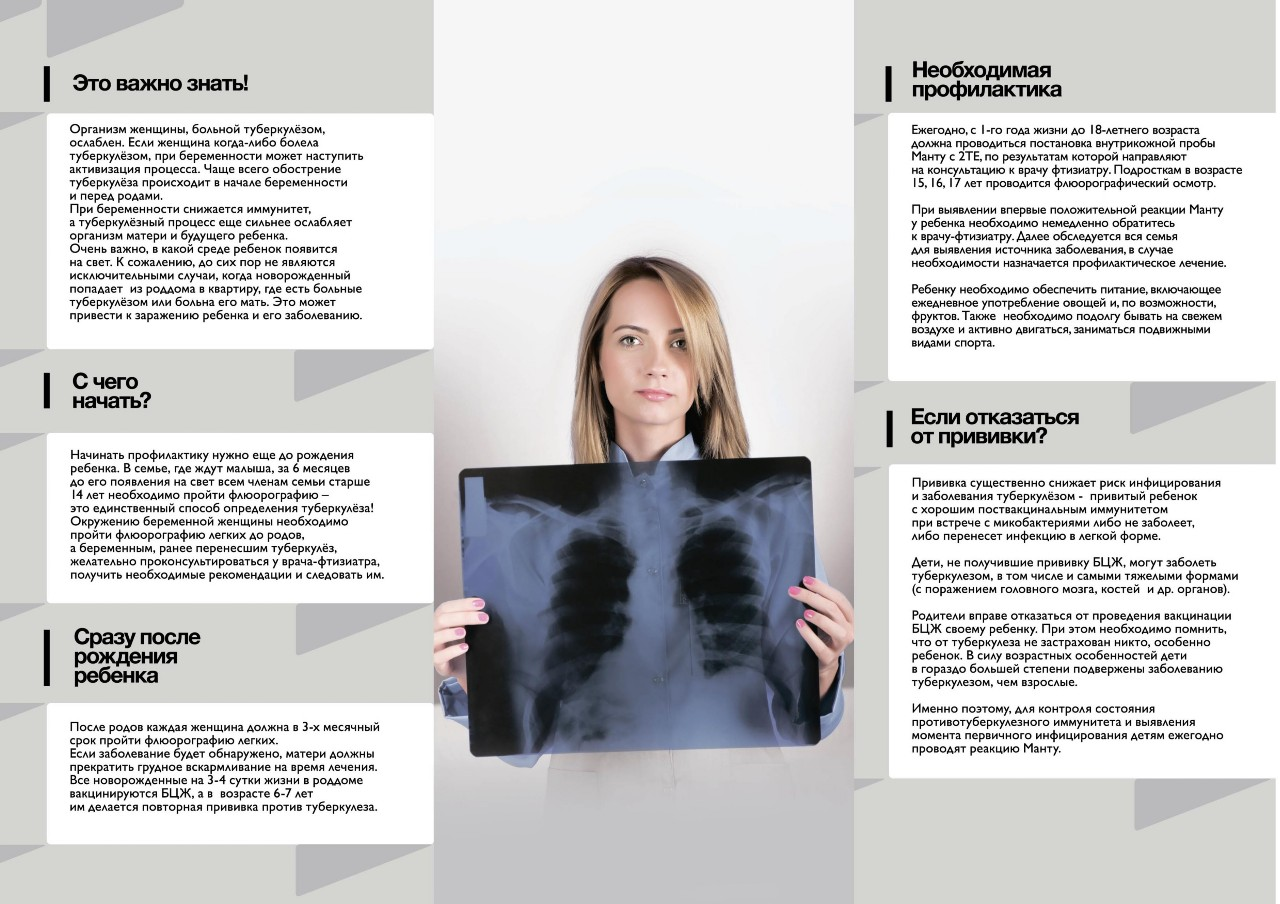 Это важно знать!
Организм женщины, больной туберкулёзом,
ослаблен. Если женщина когда-либо болела
туберкулёзом, при беременности может наступить
активизация процесса. Чаще всего обострение
туберкулёза происходит в начале беременности
и перед родами.
При беременности снижается иммунитет,
а туберкулёзный процесс еще сильнее ослабляет
организм матери и будущего ребенка.
Очень важно, в какой среде ребенок появится
на свет. К сожалению, до сих пор не являются
исключительными случаи, когда новорожденный
попадает из роддома в квартиру, где есть больные
туберкулёзом или больна его мать. Это может
привести к заражению ребенка и его заболеванию.
С чего
начать?
Начинать профилактику нужно еще до рождения
ребенка. В семье, где ждут малыша, за 6 месяцев
до его появления на свет всем членам семьи старше
14 лет необходимо пройти флюорографию –
это единственный способ определения туберкулёза!
Окружению беременной женщины необходимо
пройти флюорографию легких до родов,
а беременным, ранее перенесшим туберкулёз,
желательно проконсультироваться у врача-фтизиатра,
получить необходимые рекомендации и следовать им.
Сразу после
рождения
ребенка
После родов каждая женщина должна в 3-х месячный
срок пройти флюорографию легких.
Если заболевание будет обнаружено, матери должны
прекратить грудное вскармливание на время лечения.
Все новорожденные на 3-4 сутки жизни в роддоме
вакцинируются БЦЖ, а в возрасте 6-7 лет
им делается повторная прививка против туберкулеза.
Необходимая
профилактика
Ежегодно, с 1-го года жизни до 18-летнего возраста
должна проводиться постановка внутрикожной пробы
Манту с 2ТЕ, по результатам которой направляют
на консультацию к врачу фтизиатру. Подросткам в возрасте
15, 16, 17 лет проводится флюорографический осмотр.
При выявлении впервые положительной реакции Манту
у ребенка необходимо немедленно обратитесь
к врачу-фтизиатру. Далее обследуется вся семья
для выявления источника заболевания, в случае
необходимости назначается профилактическое лечение.
Ребенку необходимо обеспечить питание, включающее
ежедневное употребление овощей и, по возможности,
фруктов. Также необходимо подолгу бывать на свежем
воздухе и активно двигаться, заниматься подвижными
видами спорта.
Если отказаться
от прививки?
Прививка существенно снижает риск инфицирования
и заболевания туберкулёзом - привитый ребенок
с хорошим поствакцинальным иммунитетом
при встрече с микобактериями либо не заболеет,
либо перенесет инфекцию в легкой форме.
Дети, не получившие прививку БЦЖ, могут заболеть
туберкулезом, в том числе и самыми тяжелыми формами
(с поражением головного мозга, костей и др. органов).
Родители вправе отказаться от проведения вакцинации
БЦЖ своему ребенку. При этом необходимо помнить,
что от туберкулеза не застрахован никто, особенно
ребенок. В силу возрастных особенностей дети
в гораздо большей степени подвержены заболеванию
туберкулезом, чем взрослые.
Именно поэтому, для контроля состояния
противотуберкулезного иммунитета и выявления
момента первичного инфицирования детям ежегодно
проводят реакцию Манту.